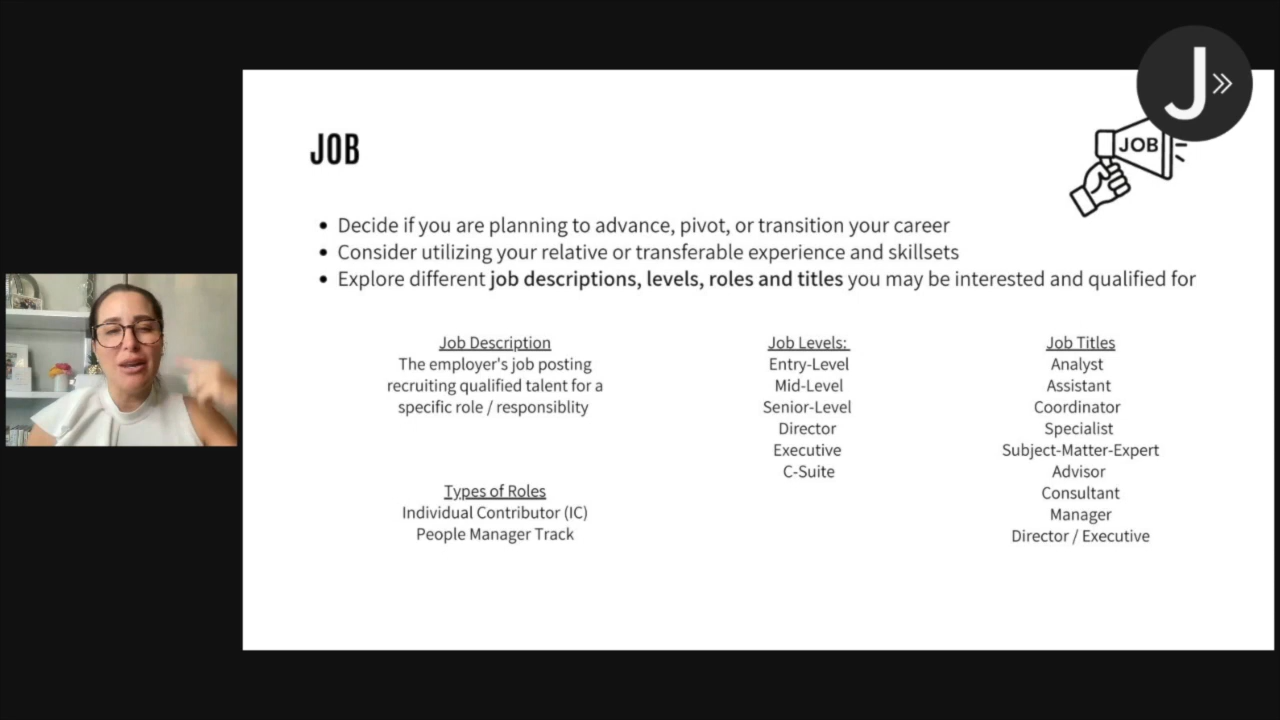 J
JOB
JOB
Decide if you are planning to advance, pivot, or transition your career
Consider utilizing your relative or transferable experience and skillsets
Explore different job descriptions, levels, roles and titles you may be interested and qualified for
Job Description
The employer's job posting
recruiting qualified talent for a
specific role / responsiblity
Types of Roles
Individual Contributor (IC)
People Manager Track
Job Levels:
Entry-Level
Mid-Level
Senior-Level
Director
Executive
C-Suite
Job Titles
Analyst
Assistant
Coordinator
Specialist
Subject-Matter-Expert
Advisor
Consultant
Manager
Director / Executive